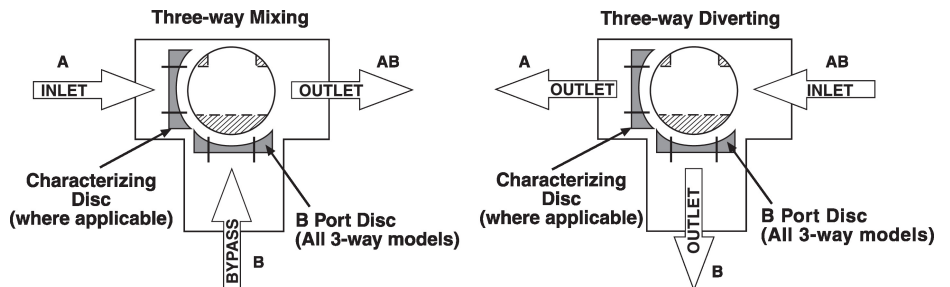 Three-way Mixing
A
AB
INLET
OUTLET
Characterizing
Disc
(where applicable)
B Port Disc
(All 3-way models)
BYPASS
B
Three-way Diverting
A
AB
OUTLET
INLET
Characterizing
Disc
(where applicable)
B Port Disc
(All 3-way models)
OUTLET
B